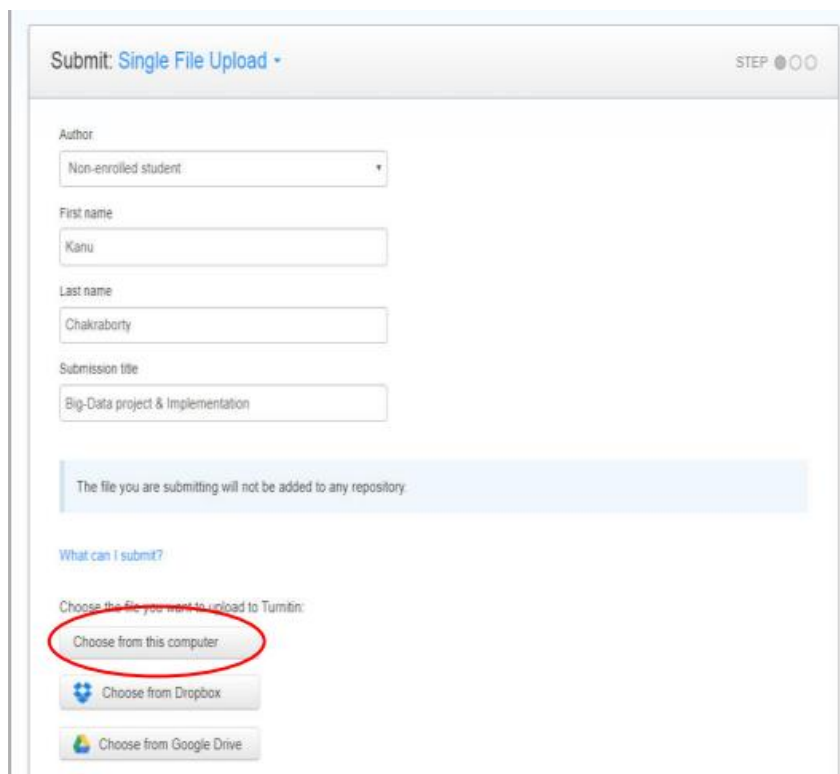 Submit: Single File Upload
STEP
Author
Non-enrolled student
First name
Kanu
Last name
Chakraborty
Submission title
Big-Data project & Implementation
The file you are submitting will not be added to any repository.
What can I submit?
Choose the file you want to upload to Turnitin:
Choose from this computer
Choose from Dropbox
Choose from Google Drive